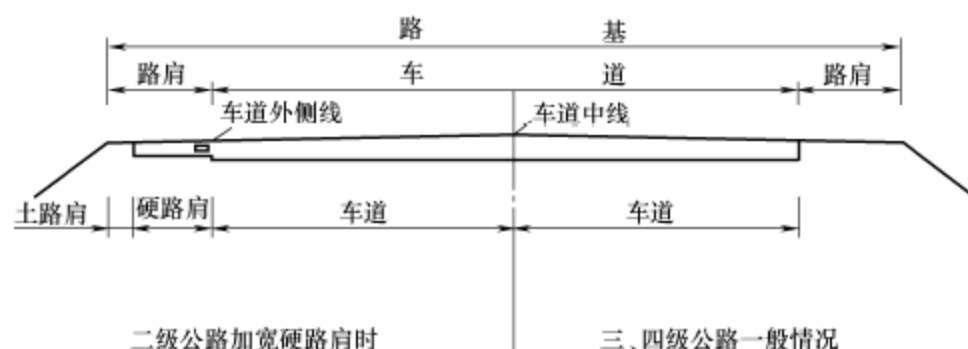 路 基
路肩 车 道 路肩
车道外侧线 车道中线
土路肩 硬路肩 车道 车道
二级公路加宽硬路肩时 三、四级公路一般情况